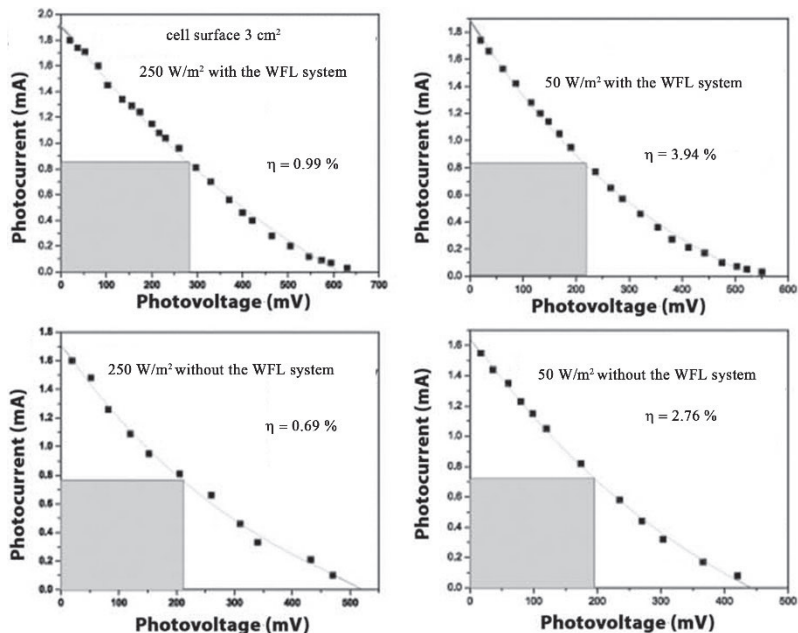 2.0
1.8
1.6
1.4
1.2
1.0
0.8
0.6
0.4
0.2
0.0
Photocurrent (mA)
cell surface 3 cm²
250 W/m² with the WFL system
η = 0.99 %
0 100 200 300 400 500 600 700
Photovoltage (mV)
1.8
1.6
1.4
1.2
1.0
0.8
0.6
0.4
0.2
0.0
Photocurrent (mA)
50 W/m² with the WFL system
η = 3.94 %
0 100 200 300 400 500 600
Photovoltage (mV)
1.8
1.6
1.4
1.2
1.0
0.8
0.6
0.4
0.2
0.0
Photocurrent (mA)
250 W/m² without the WFL system
η = 0.69 %
0 100 200 300 400 500
Photovoltage (mV)
1.6
1.4
1.2
1.0
0.8
0.6
0.4
0.2
0.0
Photocurrent (mA)
50 W/m² without the WFL system
η = 2.76 %
0 100 200 300 400 500
Photovoltage (mV)